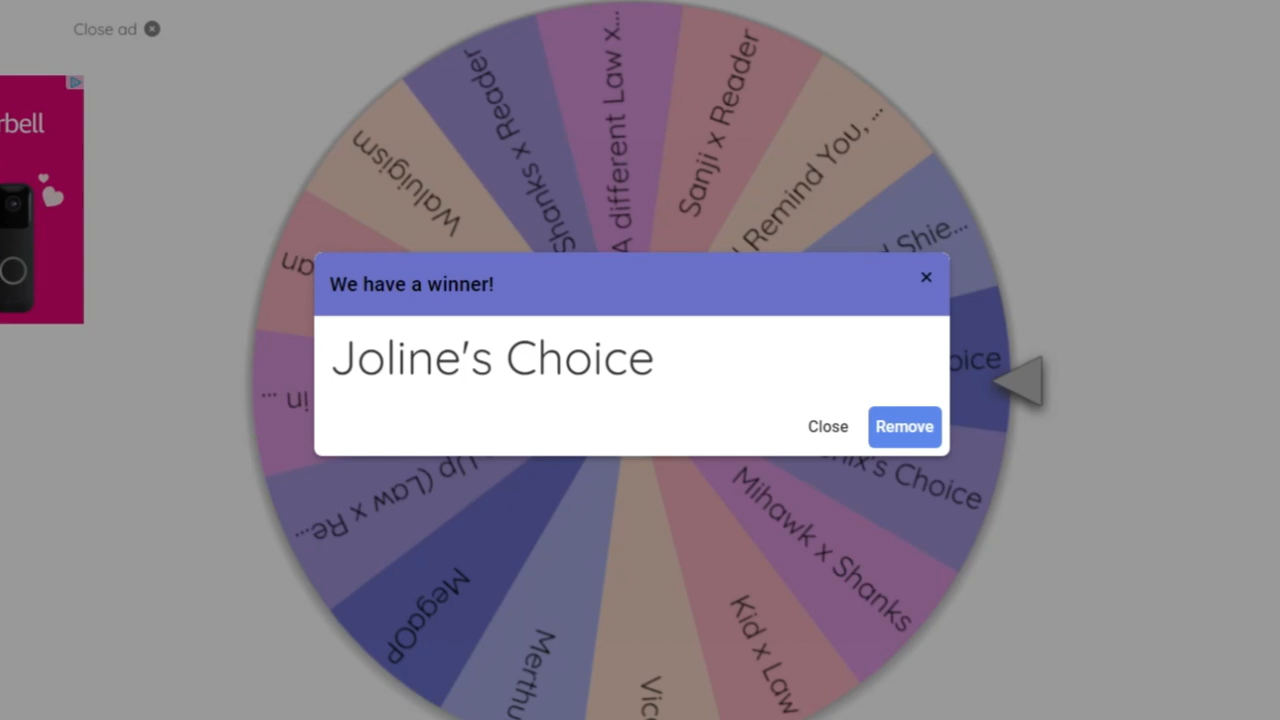 Close ad
rbell
Waluigism
Shanks x Reader
A different Law x...
Sanji x Reader
Remind You, ...
d Shie...
an
We have a winner!
Joline's Choice
oice
Close
Remove
in ...
Up (Law x Re...
MegaOp
Merthu
Vic
Kid x Law
Mihawk x Shanks
nix's Choice